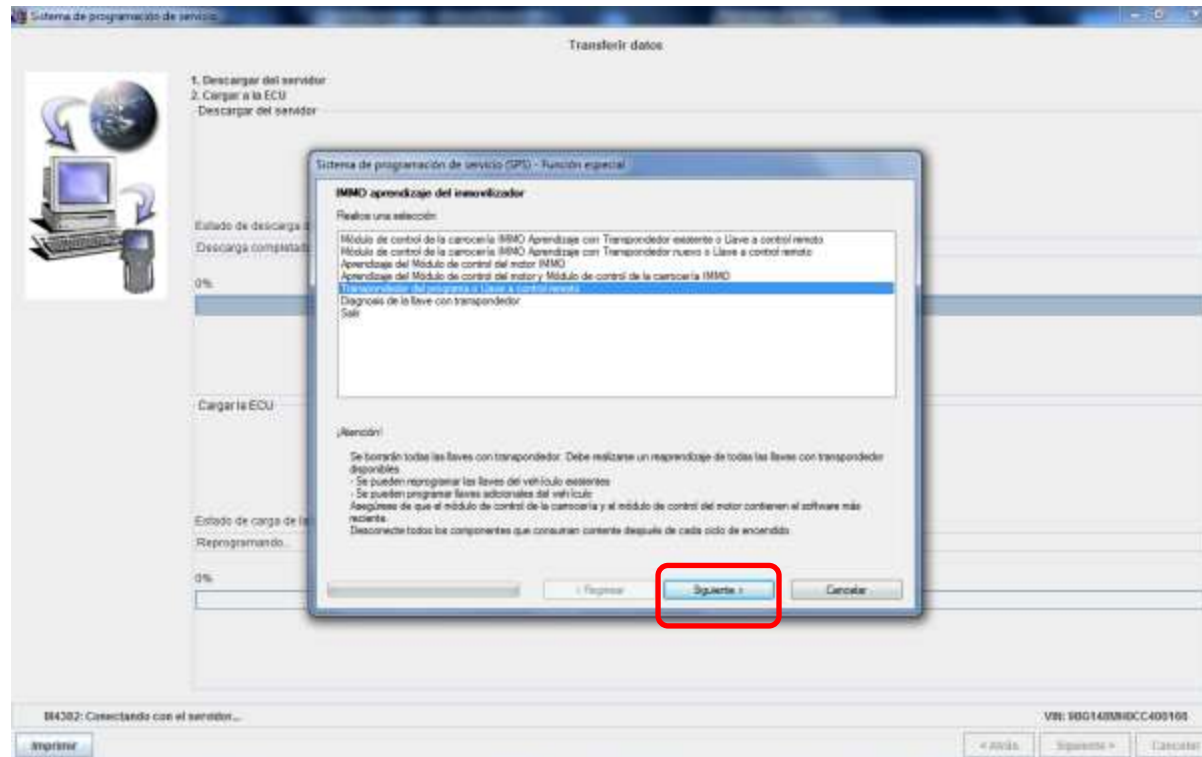 Sistema de programación de servicio
Transferir datos
1. Descargar del servidor
2. Cargar a la ECU
Descargar del servidor
Sistema de programación de servicio (SPS) - Función especial
IMMO aprendizaje del inmovilizador
Realice una selección
Módulo de control de la carrocería IMMO Aprendizaje con Transpondedor existente o Llave a control remoto
Módulo de control de la carrocería IMMO Aprendizaje con Transpondedor nuevo o Llave a control remoto
Aprendizaje del Módulo de control del motor IMMO
Aprendizaje del Módulo de control del motor y Módulo de control de la carrocería IMMO
Transpondedor del programa o Llave a control remoto
Diagnosis de la llave con transpondedor
Salir
Estado de descarga
Descarga completada
0%
Cargar la ECU
¡Atención!
Se borrarán todas las llaves con transpondedor. Debe realizarse un reaprendizaje de todas las llaves con transpondedor
disponibles
- Se pueden reprogramar las llaves del vehículo existentes
- Se pueden programar llaves adicionales del vehículo
Asegúrese de que el módulo de control de la carrocería y el módulo de control del motor contienen el software más
reciente.
Desconecte todos los componentes que consuman corriente después de cada ciclo de encendido
Estado de carga de la
Reprogramando..
0%
< Regresar Siguiente > Cancelar
Conectando con el servidor... VIN:
Imprimir < Atrás Siguiente > Cancelar